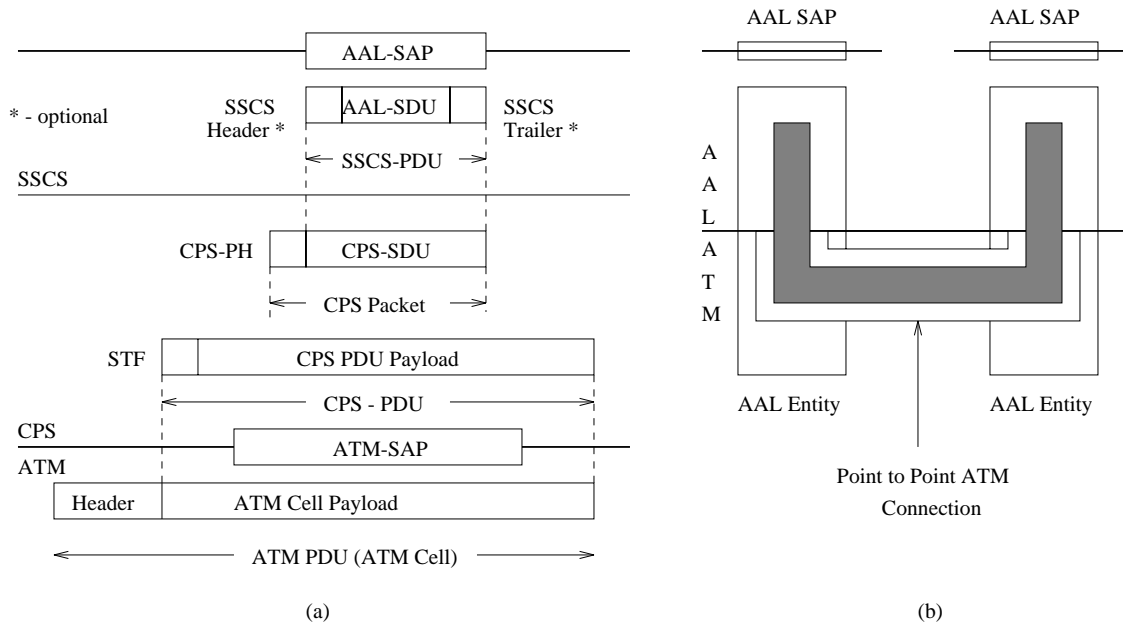 AAL-SAP
* - optional
SSCS
Header *
AAL-SDU
SSCS
Trailer *
SSCS-PDU
SSCS
CPS-PH
CPS-SDU
CPS Packet
STF
CPS PDU Payload
CPS - PDU
CPS
ATM-SAP
ATM
Header
ATM Cell Payload
ATM PDU (ATM Cell)
(a)
AAL SAP
AAL SAP
A
A
L
A
T
M
AAL Entity
AAL Entity
Point to Point ATM
Connection
(b)